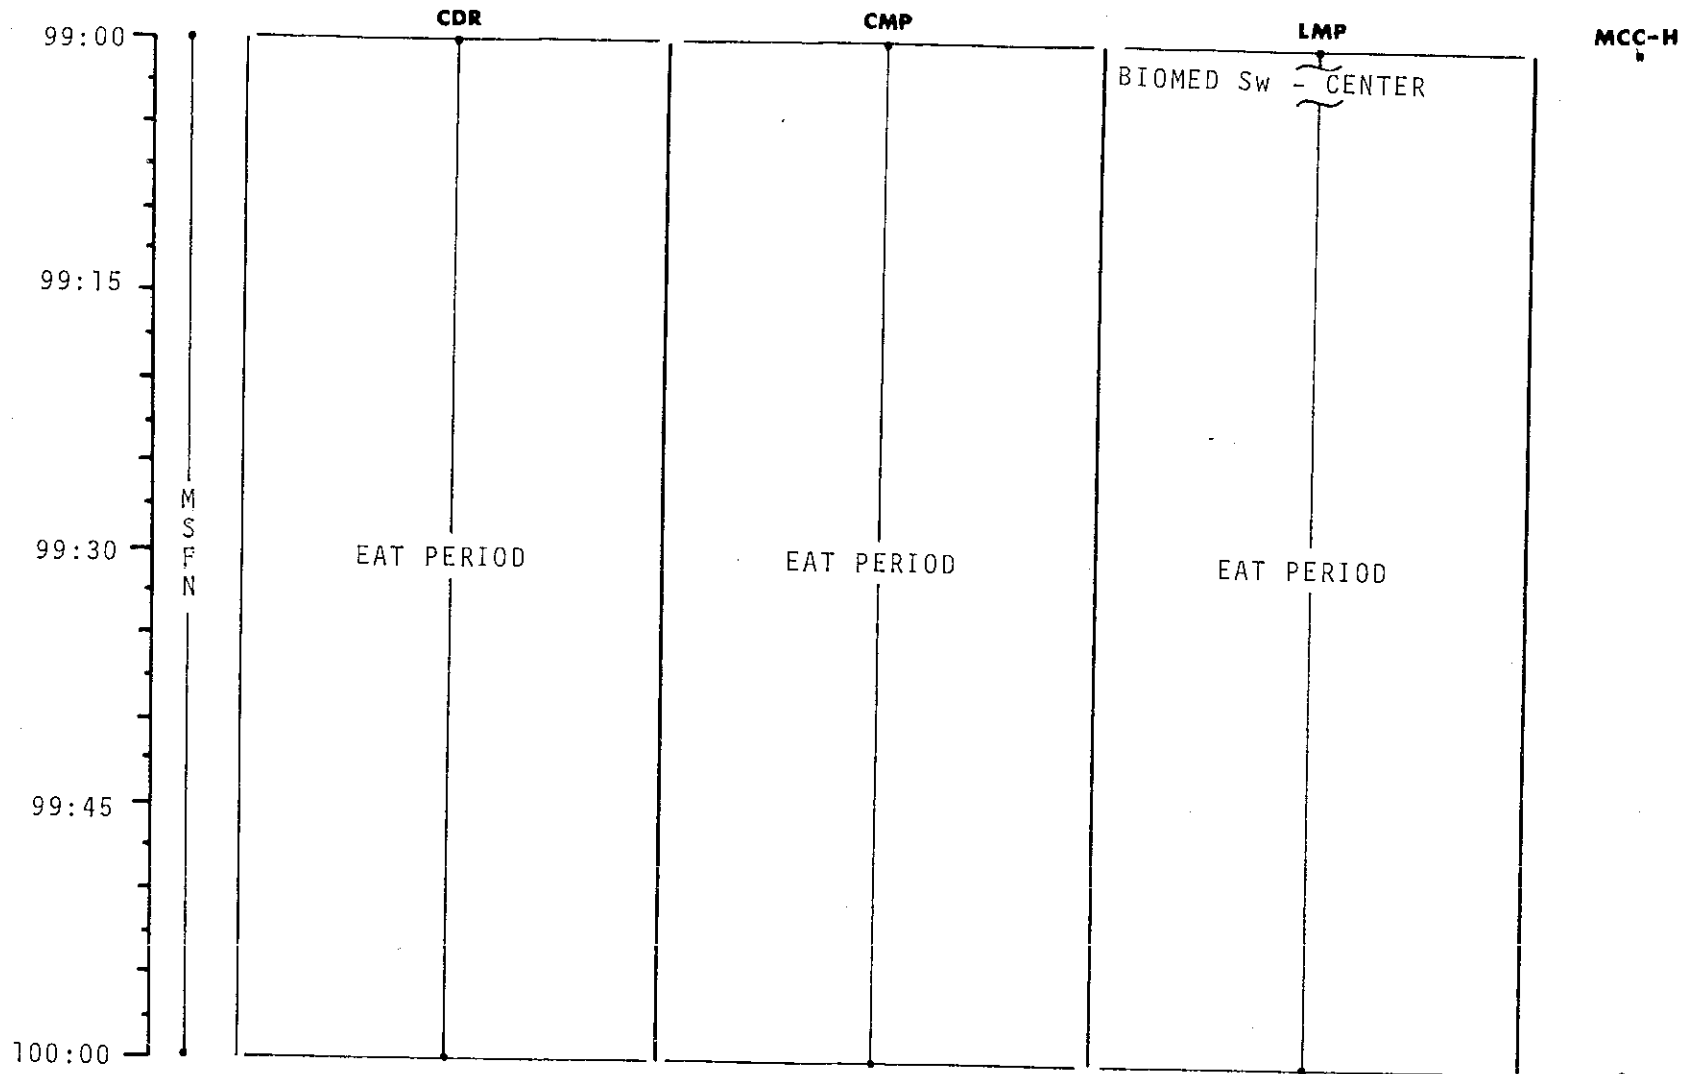 CDR CMP LMP MCC-H
99:00
BIOMED Sw - CENTER
99:15
MSFN
99:30
EAT PERIOD EAT PERIOD EAT PERIOD
99:45
100:00